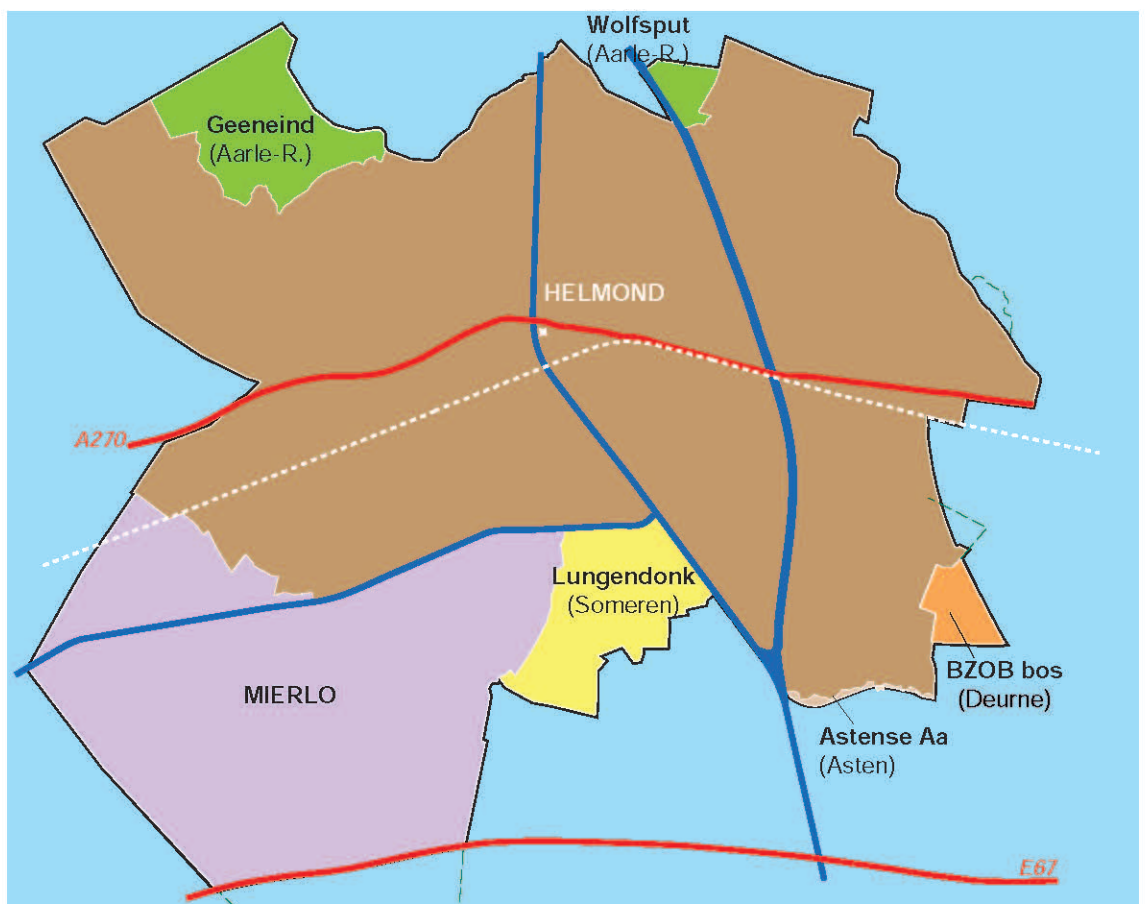 Wolfsput
(Aarle-R.)
Geeneind
(Aarle-R.)
HELMOND
A270
Lungendonk
(Someren)
BZOB bos
(Deurne)
MIERLO
Astense Aa
(Asten)
E67